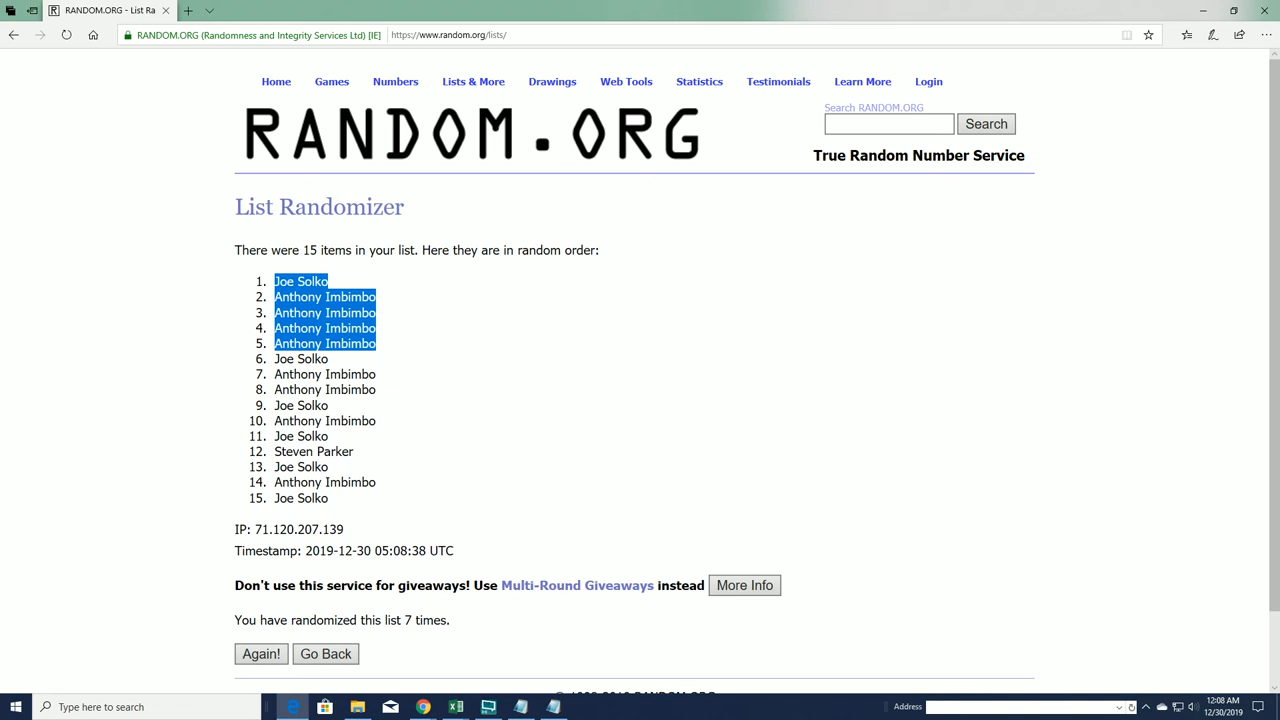 RANDOM.ORG - List Ra
RANDOM.ORG (Randomness and Integrity Services Ltd) [IE]
https://www.random.org/lists/
Home Games Numbers Lists & More Drawings Web Tools Statistics Testimonials Learn More Login
RANDOM.ORG
Search RANDOM.ORG
Search
True Random Number Service
List Randomizer
There were 15 items in your list. Here they are in random order:
1. Joe Solko
2. Anthony Imbimbo
3. Anthony Imbimbo
4. Anthony Imbimbo
5. Anthony Imbimbo
6. Joe Solko
7. Anthony Imbimbo
8. Anthony Imbimbo
9. Joe Solko
10. Anthony Imbimbo
11. Joe Solko
12. Steven Parker
13. Joe Solko
14. Anthony Imbimbo
15. Joe Solko
IP: 71.120.207.139
Timestamp: 2019-12-30 05:08:38 UTC
Don't use this service for giveaways! Use Multi-Round Giveaways instead More Info
You have randomized this list 7 times.
Again! Go Back
Type here to search
Address
12:08 AM
12/30/2019